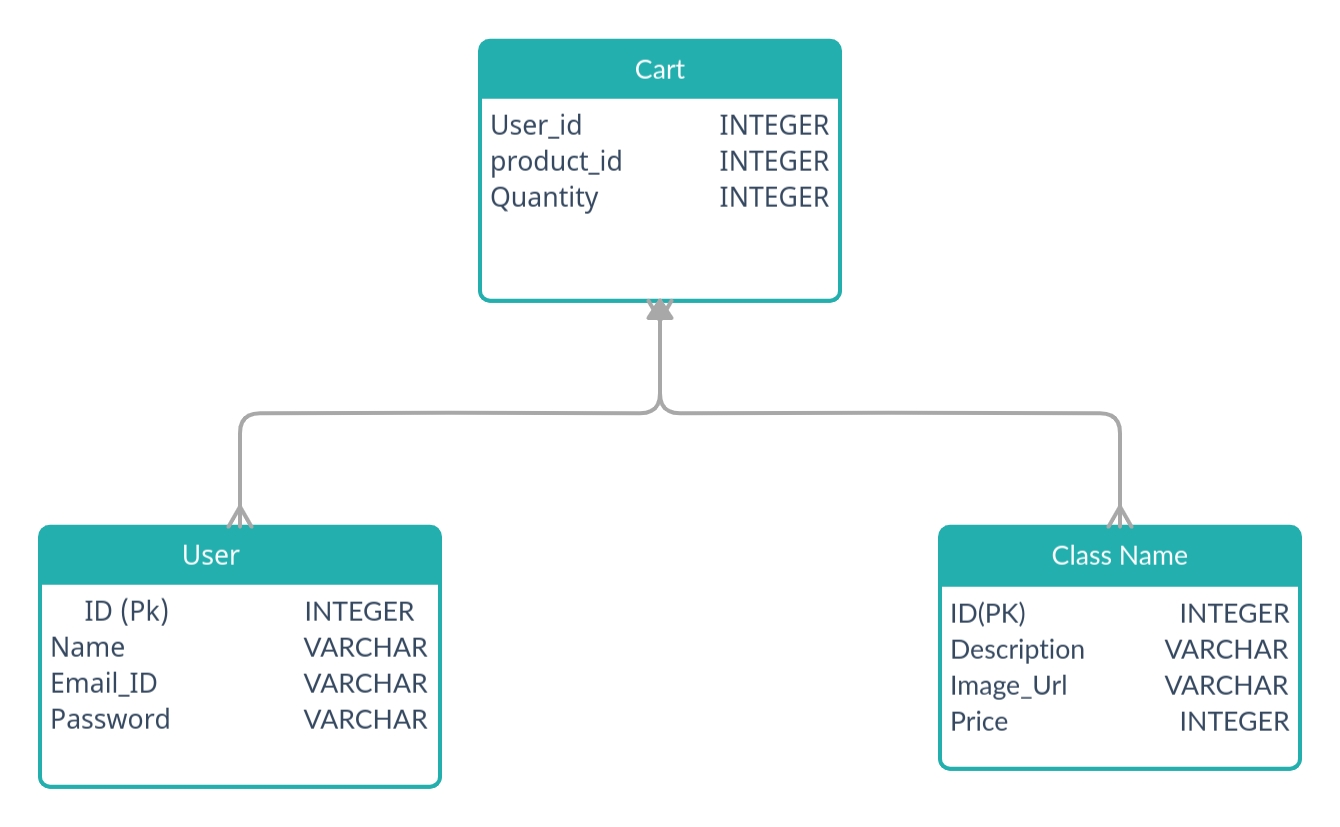 Cart
User_id INTEGER
product_id INTEGER
Quantity INTEGER
User
ID (Pk) INTEGER
Name VARCHAR
Email_ID VARCHAR
Password VARCHAR
Class Name
ID(PK) INTEGER
Description VARCHAR
Image_Url VARCHAR
Price INTEGER